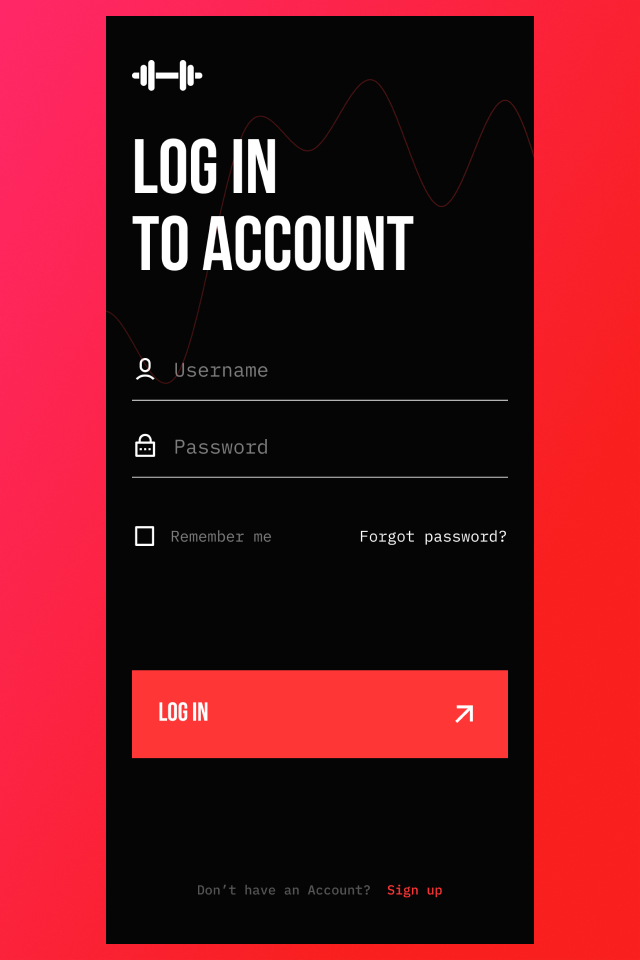 LOG IN
TO ACCOUNT
Username
Password
Remember me
Forgot password?
LOG IN
Don’t have an Account? Sign up